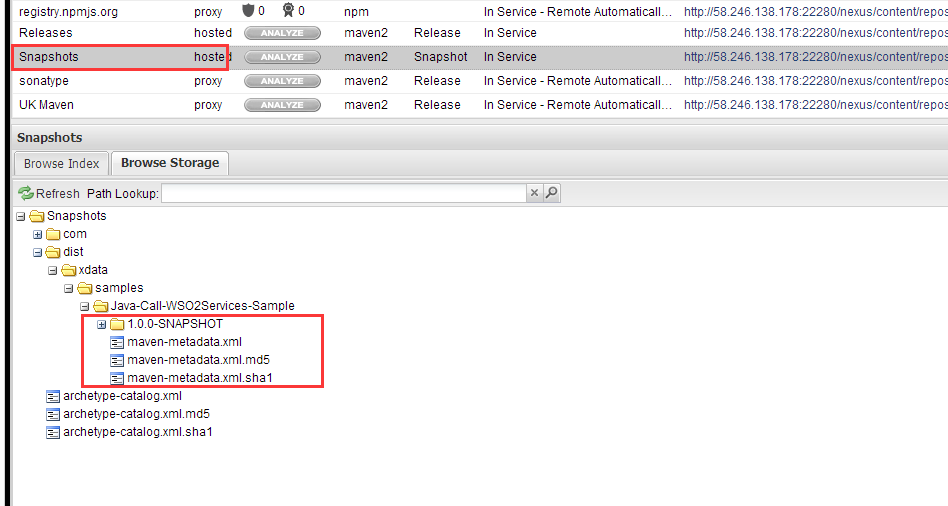 registry.npmjs.org proxy 0 0 npm In Service - Remote Automaticall... http://58.246.138.178:22280/nexus/content/repos
Releases hosted ANALYZE maven2 Release In Service http://58.246.138.178:22280/nexus/content/repos
Snapshots hosted ANALYZE maven2 Snapshot In Service http://58.246.138.178:22280/nexus/content/repos
sonatype proxy ANALYZE maven2 Release In Service - Remote Automaticall... http://58.246.138.178:22280/nexus/content/repos
UK Maven proxy ANALYZE maven2 Release In Service - Remote Automaticall... http://58.246.138.178:22280/nexus/content/repos
Snapshots
Browse Index Browse Storage
Refresh Path Lookup:
Snapshots
com
dist
xdata
samples
Java-Call-WSO2Services-Sample
1.0.0-SNAPSHOT
maven-metadata.xml
maven-metadata.xml.md5
maven-metadata.xml.sha1
archetype-catalog.xml
archetype-catalog.xml.md5
archetype-catalog.xml.sha1